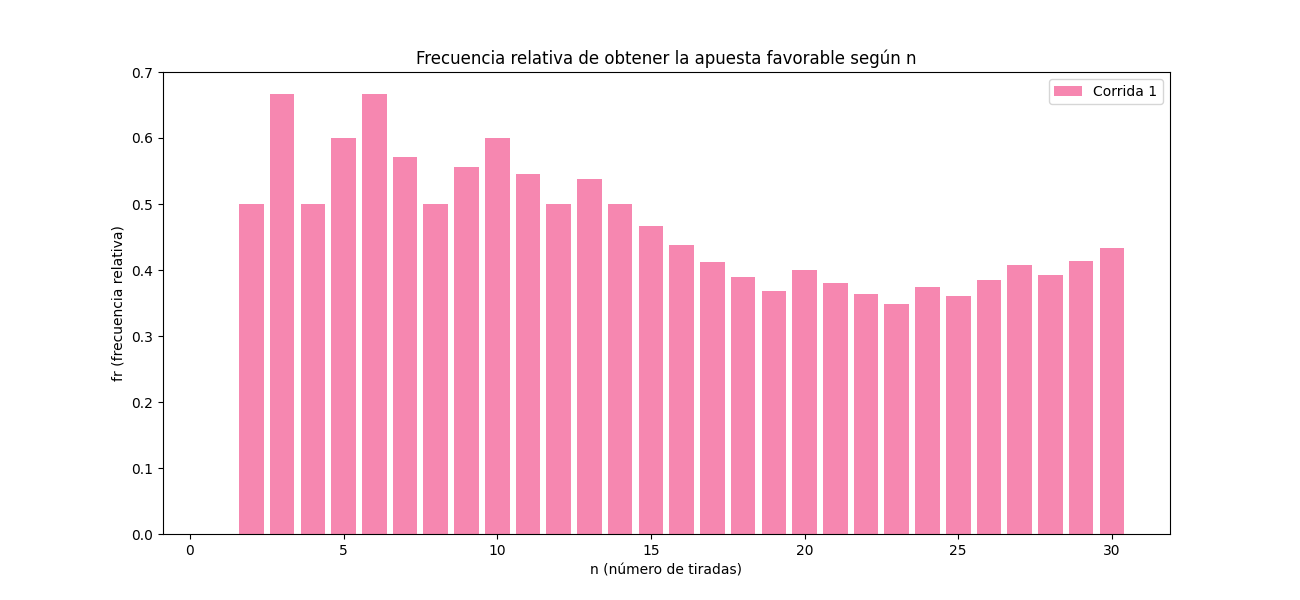 Frecuencia relativa de obtener la apuesta favorable según n
Corrida 1
fr (frecuencia relativa)
0.7
0.6
0.5
0.4
0.3
0.2
0.1
0.0
0 5 10 15 20 25 30
n (número de tiradas)